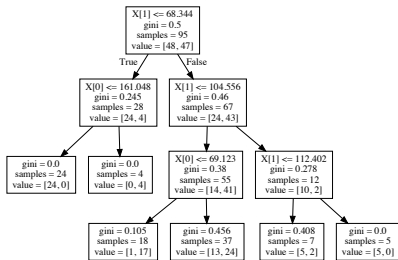 X[1] <= 68.344
gini = 0.5
samples = 95
value = [48, 47]
True
False
X[0] <= 161.048
gini = 0.245
samples = 28
value = [24, 4]
X[1] <= 104.556
gini = 0.46
samples = 67
value = [24, 43]
gini = 0.0
samples = 24
value = [24, 0]
gini = 0.0
samples = 4
value = [0, 4]
X[0] <= 69.123
gini = 0.38
samples = 55
value = [14, 41]
X[1] <= 112.402
gini = 0.278
samples = 12
value = [10, 2]
gini = 0.105
samples = 18
value = [1, 17]
gini = 0.456
samples = 37
value = [13, 24]
gini = 0.408
samples = 7
value = [5, 2]
gini = 0.0
samples = 5
value = [5, 0]